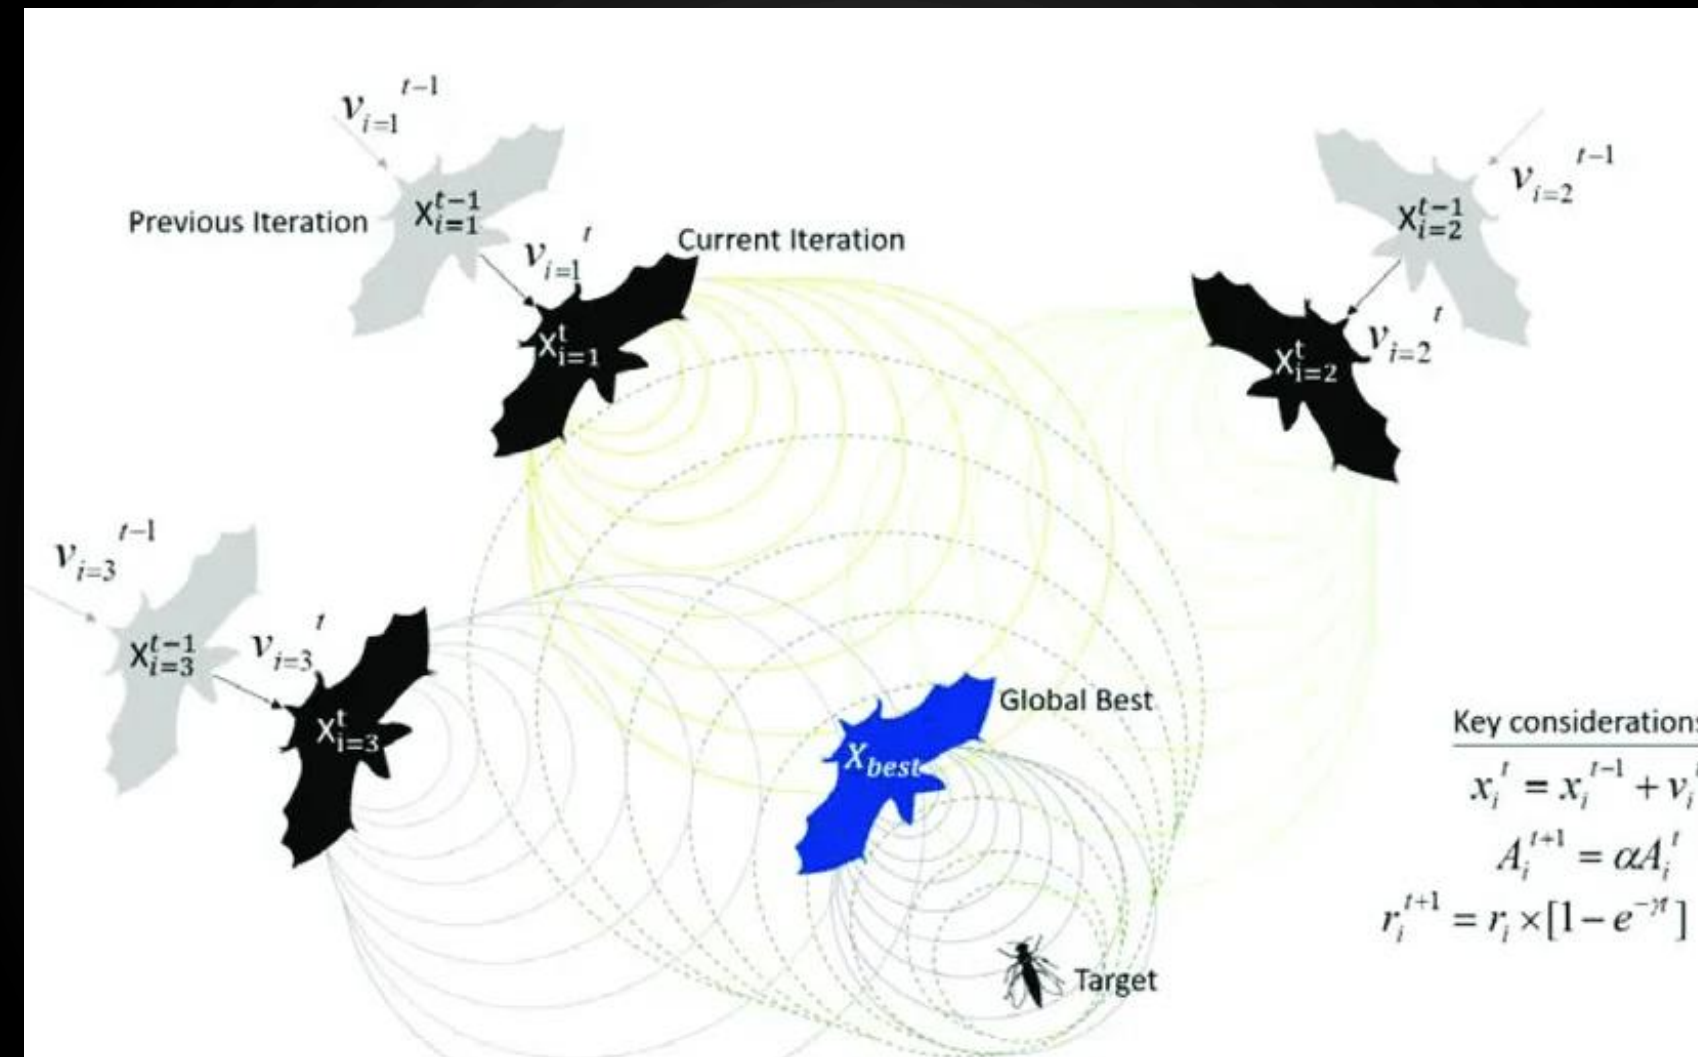 v_{i=1}^{t-1}
Previous Iteration
X_{i=1}^{t-1}
v_{i=1}^{t}
Current Iteration
X_{i=1}^{t}
v_{i=2}^{t-1}
X_{i=2}^{t-1}
v_{i=2}^{t}
X_{i=2}^{t}
v_{i=3}^{t-1}
X_{i=3}^{t-1}
v_{i=3}^{t}
X_{i=3}^{t}
Global Best
X_{best}
Target
Key considerations
x_i^t = x_i^{t-1} + v_i^t
A_i^{t+1} = αA_i^t
r_i^{t+1} = r_i × [1 − e^{−γt}]